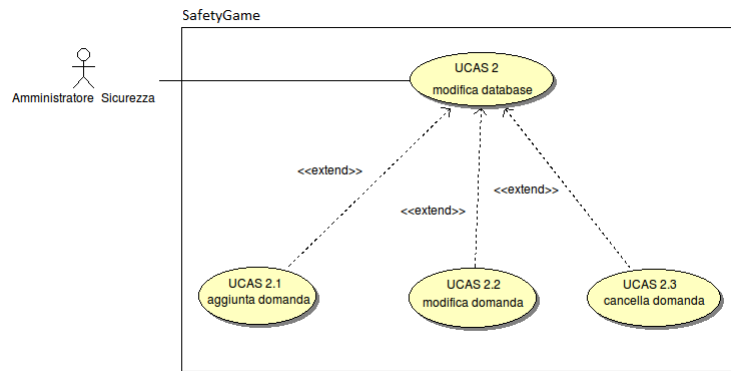 SafetyGame
Amministratore Sicurezza
UCAS 2
modifica database
<<extend>>
<<extend>>
<<extend>>
UCAS 2.1
aggiunta domanda
UCAS 2.2
modifica domanda
UCAS 2.3
cancella domanda